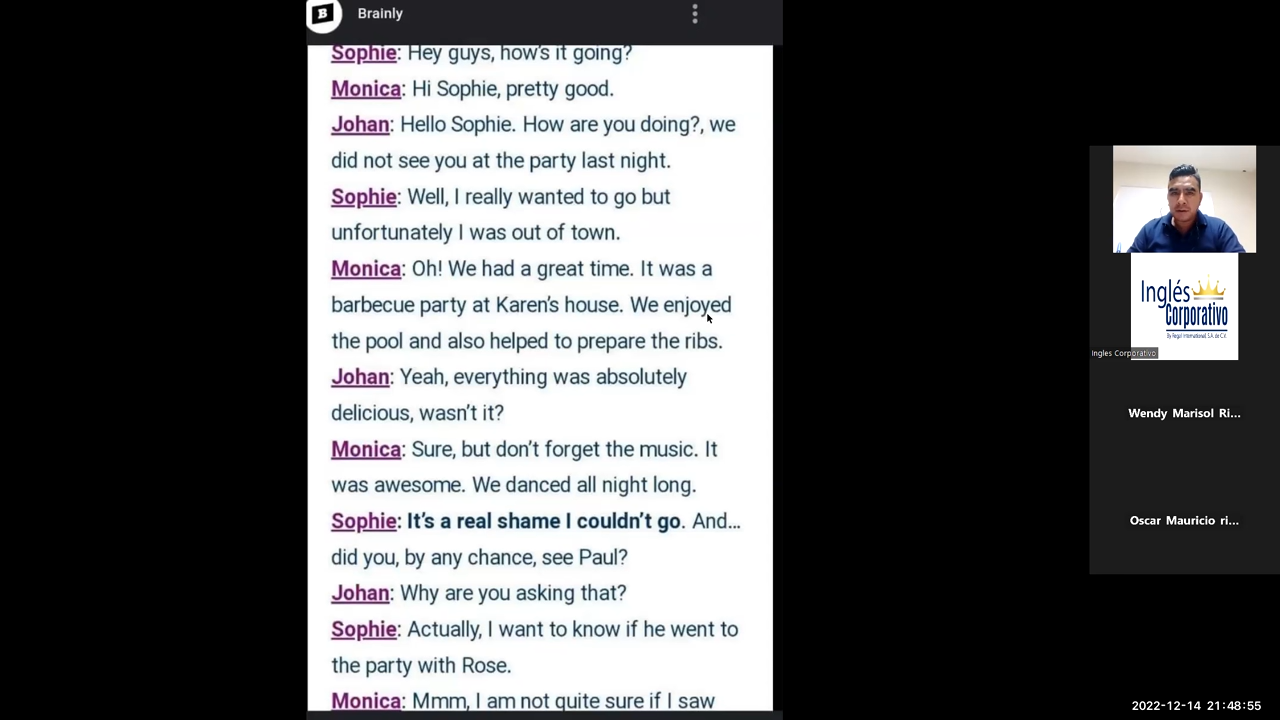 Brainly
Sophie: Hey guys, how's it going?
Monica: Hi Sophie, pretty good.
Johan: Hello Sophie. How are you doing?, we
did not see you at the party last night.
Sophie: Well, I really wanted to go but
unfortunately I was out of town.
Monica: Oh! We had a great time. It was a
barbecue party at Karen's house. We enjoyed
the pool and also helped to prepare the ribs.
Johan: Yeah, everything was absolutely
delicious, wasn't it?
Monica: Sure, but don't forget the music. It
was awesome. We danced all night long.
Sophie: It's a real shame I couldn't go. And...
did you, by any chance, see Paul?
Johan: Why are you asking that?
Sophie: Actually, I want to know if he went to
the party with Rose.
Monica: Mmm, I am not quite sure if I saw
Inglés
Corporativo
By Regal International S.A. de C.V.
Ingles Corporativo
Wendy Marisol Ri...
Oscar Mauricio ri...
2022-12-14 21:48:55